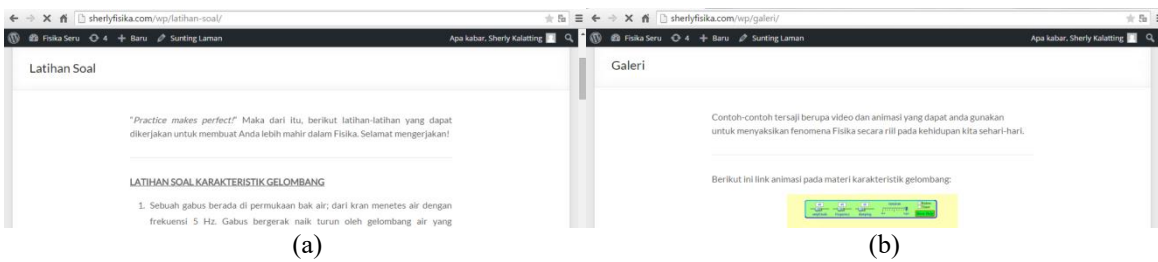 sherlyfisika.com/wp/latihan-soal/
Fisika Seru 4 + Baru Sunting Laman Apa kabar, Sherly Kalatting
Latihan Soal
"Practice makes perfect!" Maka dari itu, berikut latihan-latihan yang dapat
dikerjakan untuk membuat Anda lebih mahir dalam Fisika. Selamat mengerjakan!
LATIHAN SOAL KARAKTERISTIK GELOMBANG
1. Sebuah gabus berada di permukaan bak air; dari kran menetes air dengan
frekuensi 5 Hz. Gabus bergerak naik turun oleh gelombang air yang
(a)
sherlyfisika.com/wp/galeri/
Fisika Seru 4 + Baru Sunting Laman Apa kabar, Sherly Kalatting
Galeri
Contoh-contoh tersaji berupa video dan animasi yang dapat anda gunakan
untuk menyaksikan fenomena Fisika secara riil pada kehidupan kita sehari-hari.
Berikut ini link animasi pada materi karakteristik gelombang:
(b)